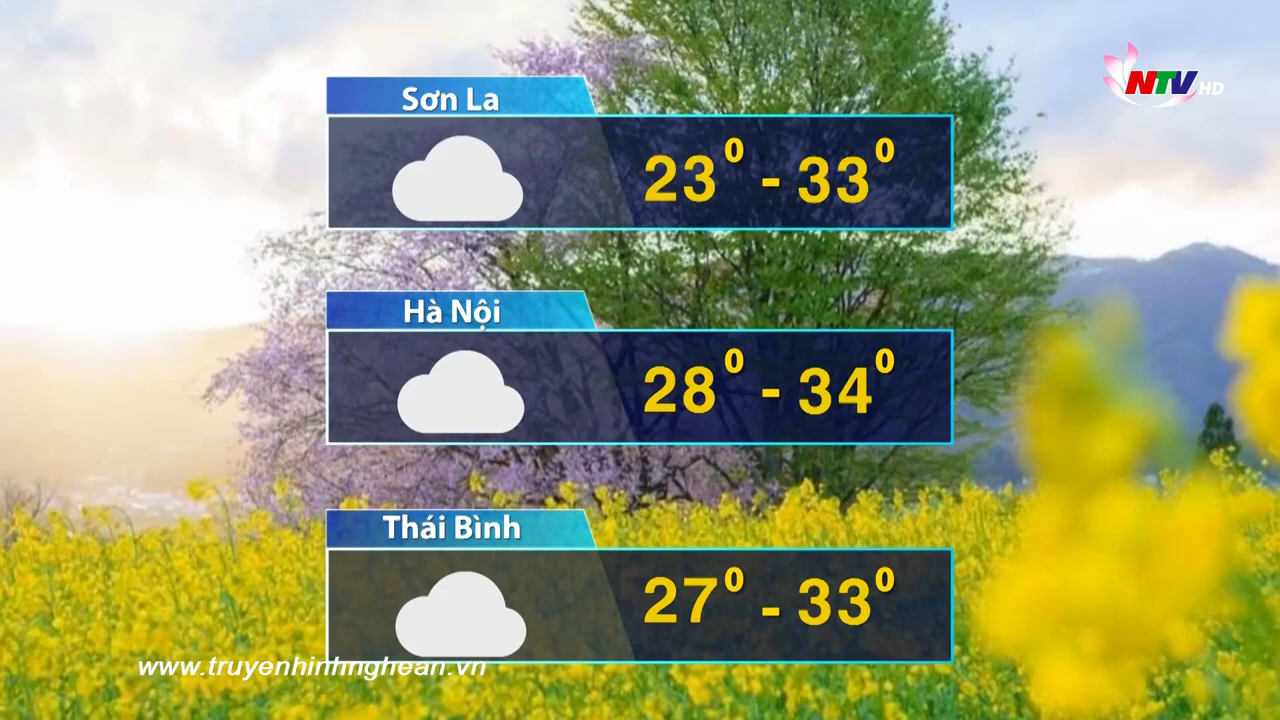 NTV HD
Sơn La
23⁰ - 33⁰
Hà Nội
28⁰ - 34⁰
Thái Bình
27⁰ - 33⁰
www.truyenhinhnghean.vn